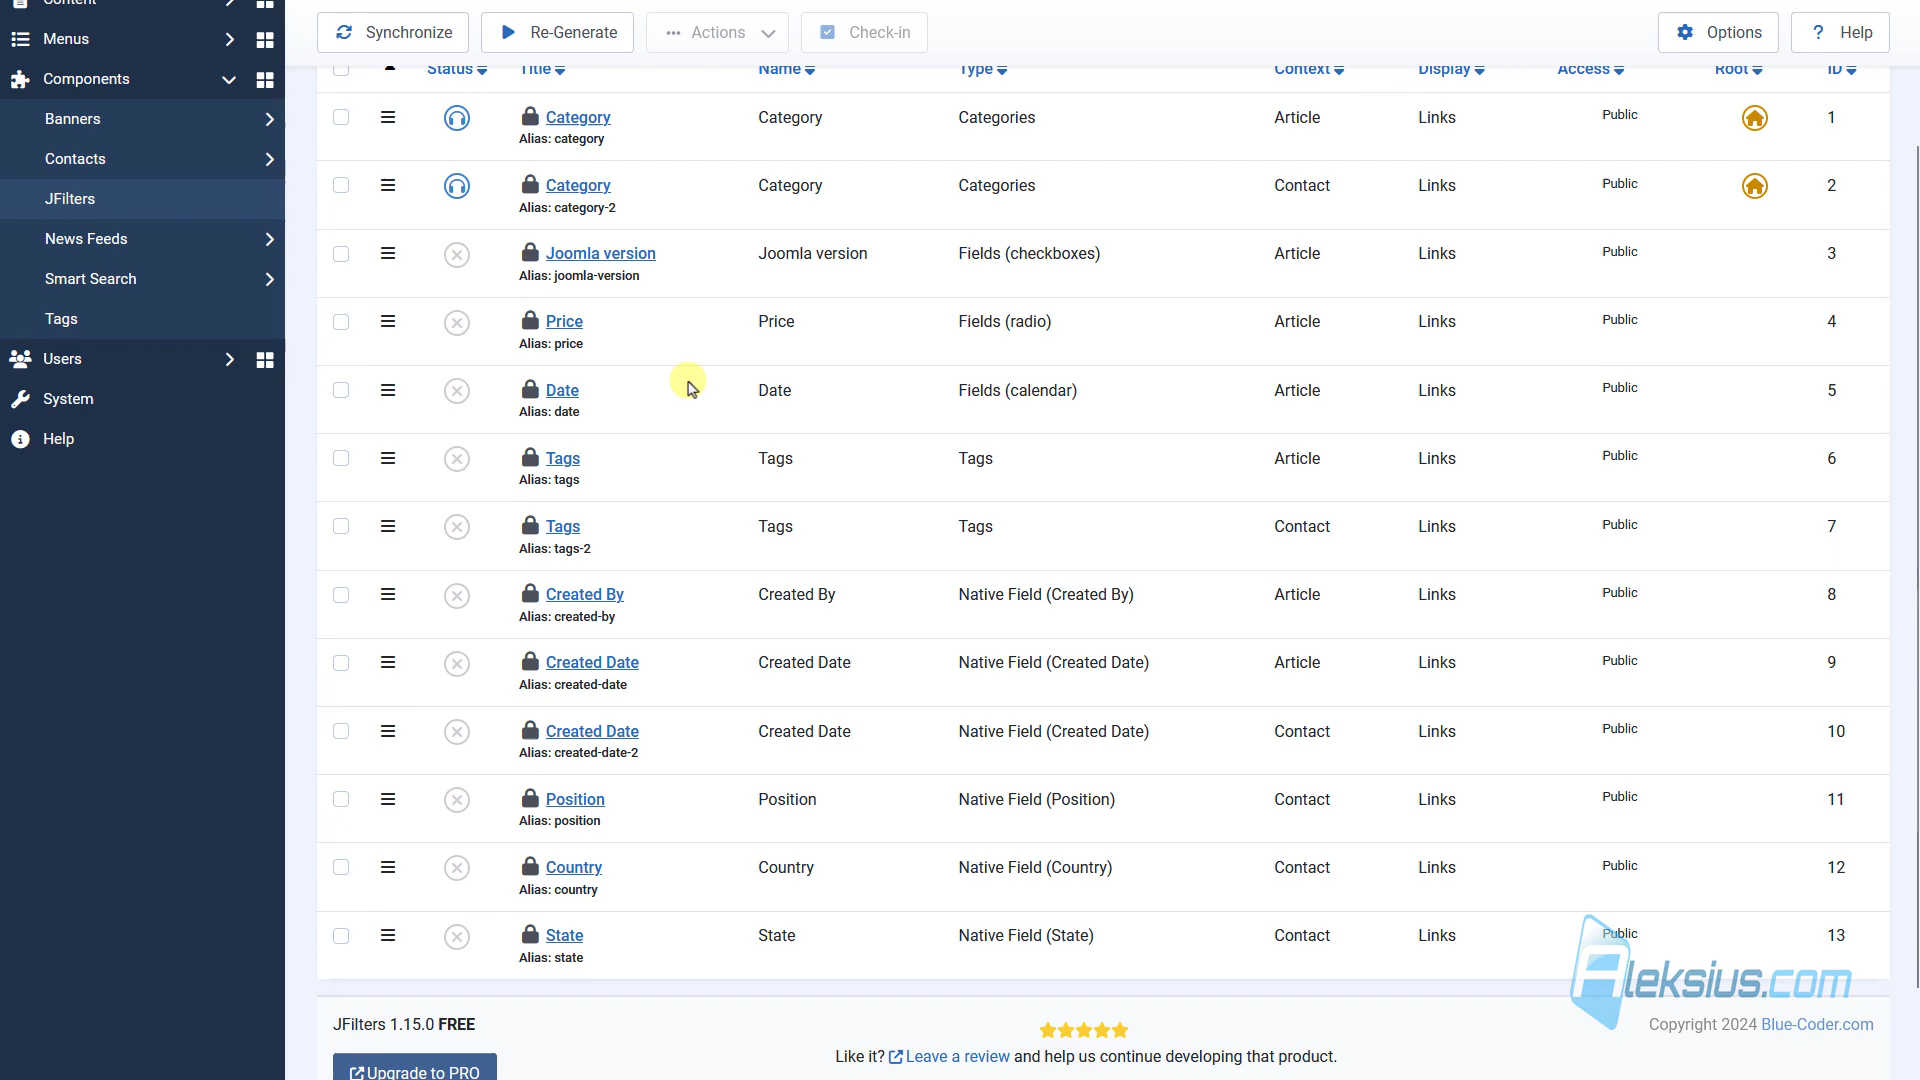 Content
Menus
Components
Banners
Contacts
JFilters
News Feeds
Smart Search
Tags
Users
System
Help
Synchronize Re-Generate Actions Check-in Options Help
Status Title Name Type Context Display Access Root ID
Category Category Categories Article Links Public 1
Alias: category
Category Category Categories Contact Links Public 2
Alias: category-2
Joomla version Joomla version Fields (checkboxes) Article Links Public 3
Alias: joomla-version
Price Price Fields (radio) Article Links Public 4
Alias: price
Date Date Fields (calendar) Article Links Public 5
Alias: date
Tags Tags Tags Article Links Public 6
Alias: tags
Tags Tags Tags Contact Links Public 7
Alias: tags-2
Created By Created By Native Field (Created By) Article Links Public 8
Alias: created-by
Created Date Created Date Native Field (Created Date) Article Links Public 9
Alias: created-date
Created Date Created Date Native Field (Created Date) Contact Links Public 10
Alias: created-date-2
Position Position Native Field (Position) Contact Links Public 11
Alias: position
Country Country Native Field (Country) Contact Links Public 12
Alias: country
State State Native Field (State) Contact Links Public 13
Alias: state
Aleksius.com
JFilters 1.15.0 FREE
Copyright 2024 Blue-Coder.com
Like it? Leave a review and help us continue developing that product.
Upgrade to PRO